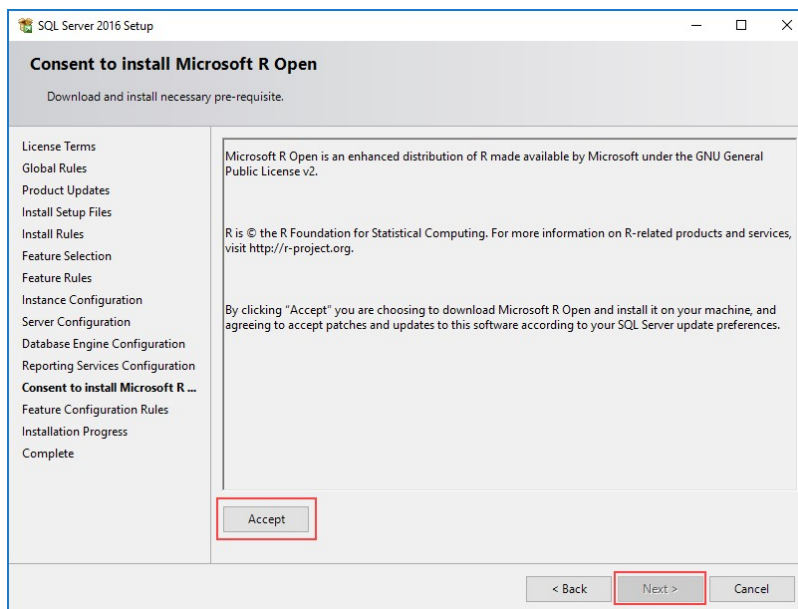 SQL Server 2016 Setup
Consent to install Microsoft R Open
Download and install necessary pre-requisite.
License Terms
Global Rules
Product Updates
Install Setup Files
Install Rules
Feature Selection
Feature Rules
Instance Configuration
Server Configuration
Database Engine Configuration
Reporting Services Configuration
Consent to install Microsoft R ...
Feature Configuration Rules
Installation Progress
Complete
Microsoft R Open is an enhanced distribution of R made available by Microsoft under the GNU General
Public License v2.
R is © the R Foundation for Statistical Computing. For more information on R-related products and services,
visit http://r-project.org.
By clicking "Accept" you are choosing to download Microsoft R Open and install it on your machine, and
agreeing to accept patches and updates to this software according to your SQL Server update preferences.
Accept
< Back
Next >
Cancel